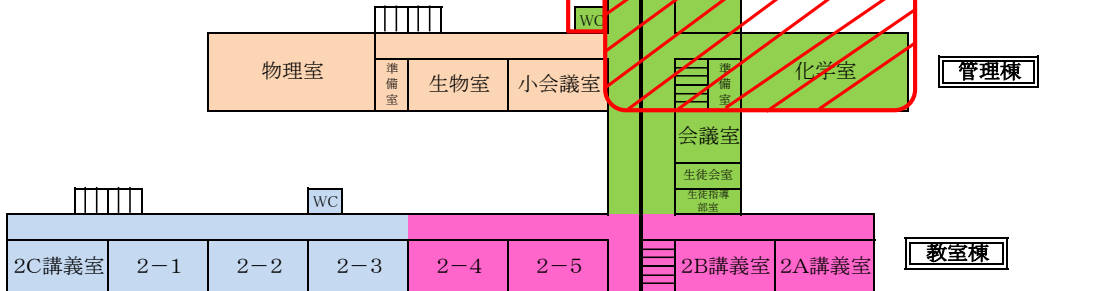 WC
物理室
準備室
生物室
小会議室
準備室
化学室
管理棟
会議室
生徒会室
生徒指導
部室
WC
2C講義室
2－1
2－2
2－3
2－4
2－5
2B講義室
2A講義室
教室棟